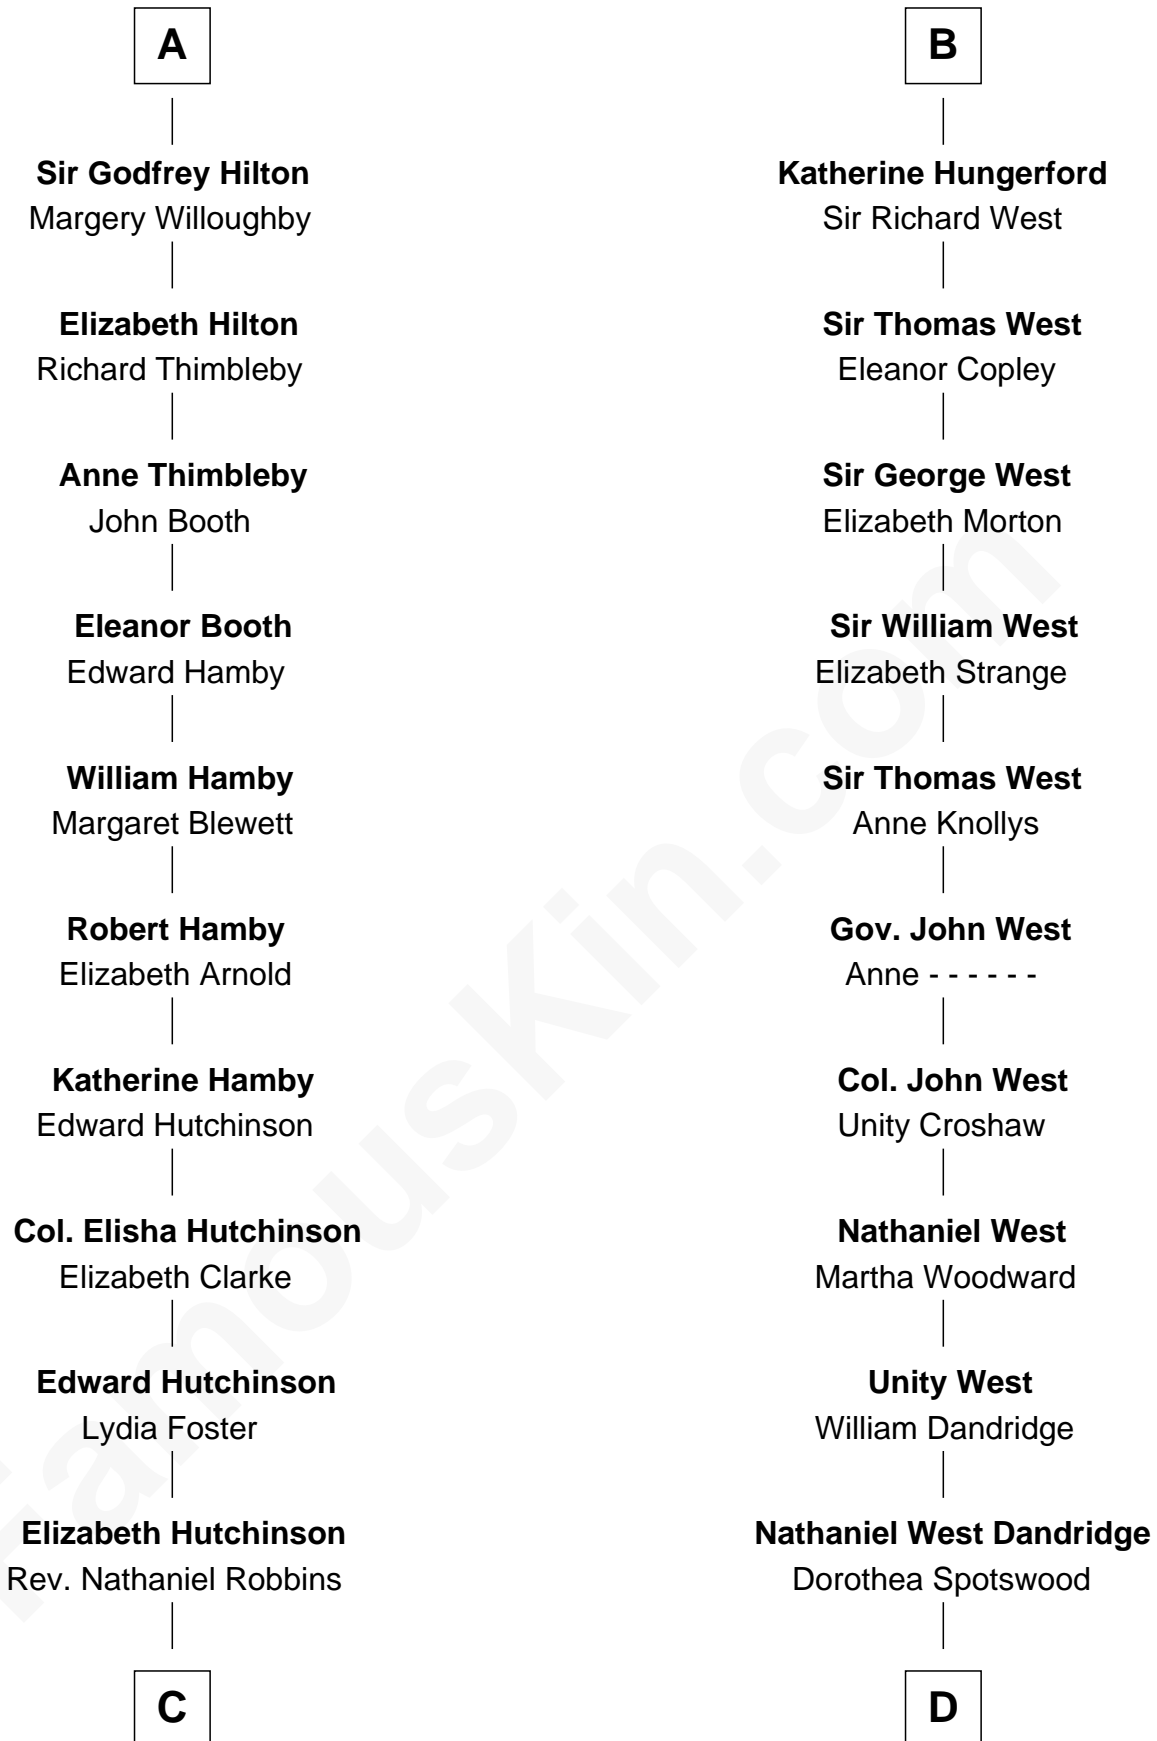 A
Sir Godfrey Hilton
Margery Willoughby
Elizabeth Hilton
Richard Thimbleby
Anne Thimbleby
John Booth
Eleanor Booth
Edward Hamby
William Hamby
Margaret Blewett
Robert Hamby
Elizabeth Arnold
Katherine Hamby
Edward Hutchinson
Col. Elisha Hutchinson
Elizabeth Clarke
Edward Hutchinson
Lydia Foster
Elizabeth Hutchinson
Rev. Nathaniel Robbins
C
B
Katherine Hungerford
Sir Richard West
Sir Thomas West
Eleanor Copley
Sir George West
Elizabeth Morton
Sir William West
Elizabeth Strange
Sir Thomas West
Anne Knollys
Gov. John West
Anne - - - - - -
Col. John West
Unity Croshaw
Nathaniel West
Martha Woodward
Unity West
William Dandridge
Nathaniel West Dandridge
Dorothea Spotswood
D
FamousKin.com